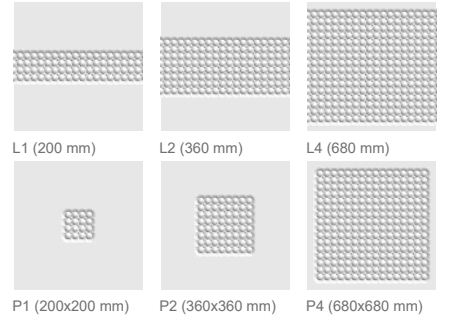 L1 (200 mm)
L2 (360 mm)
L4 (680 mm)
P1 (200x200 mm)
P2 (360x360 mm)
P4 (680x680 mm)